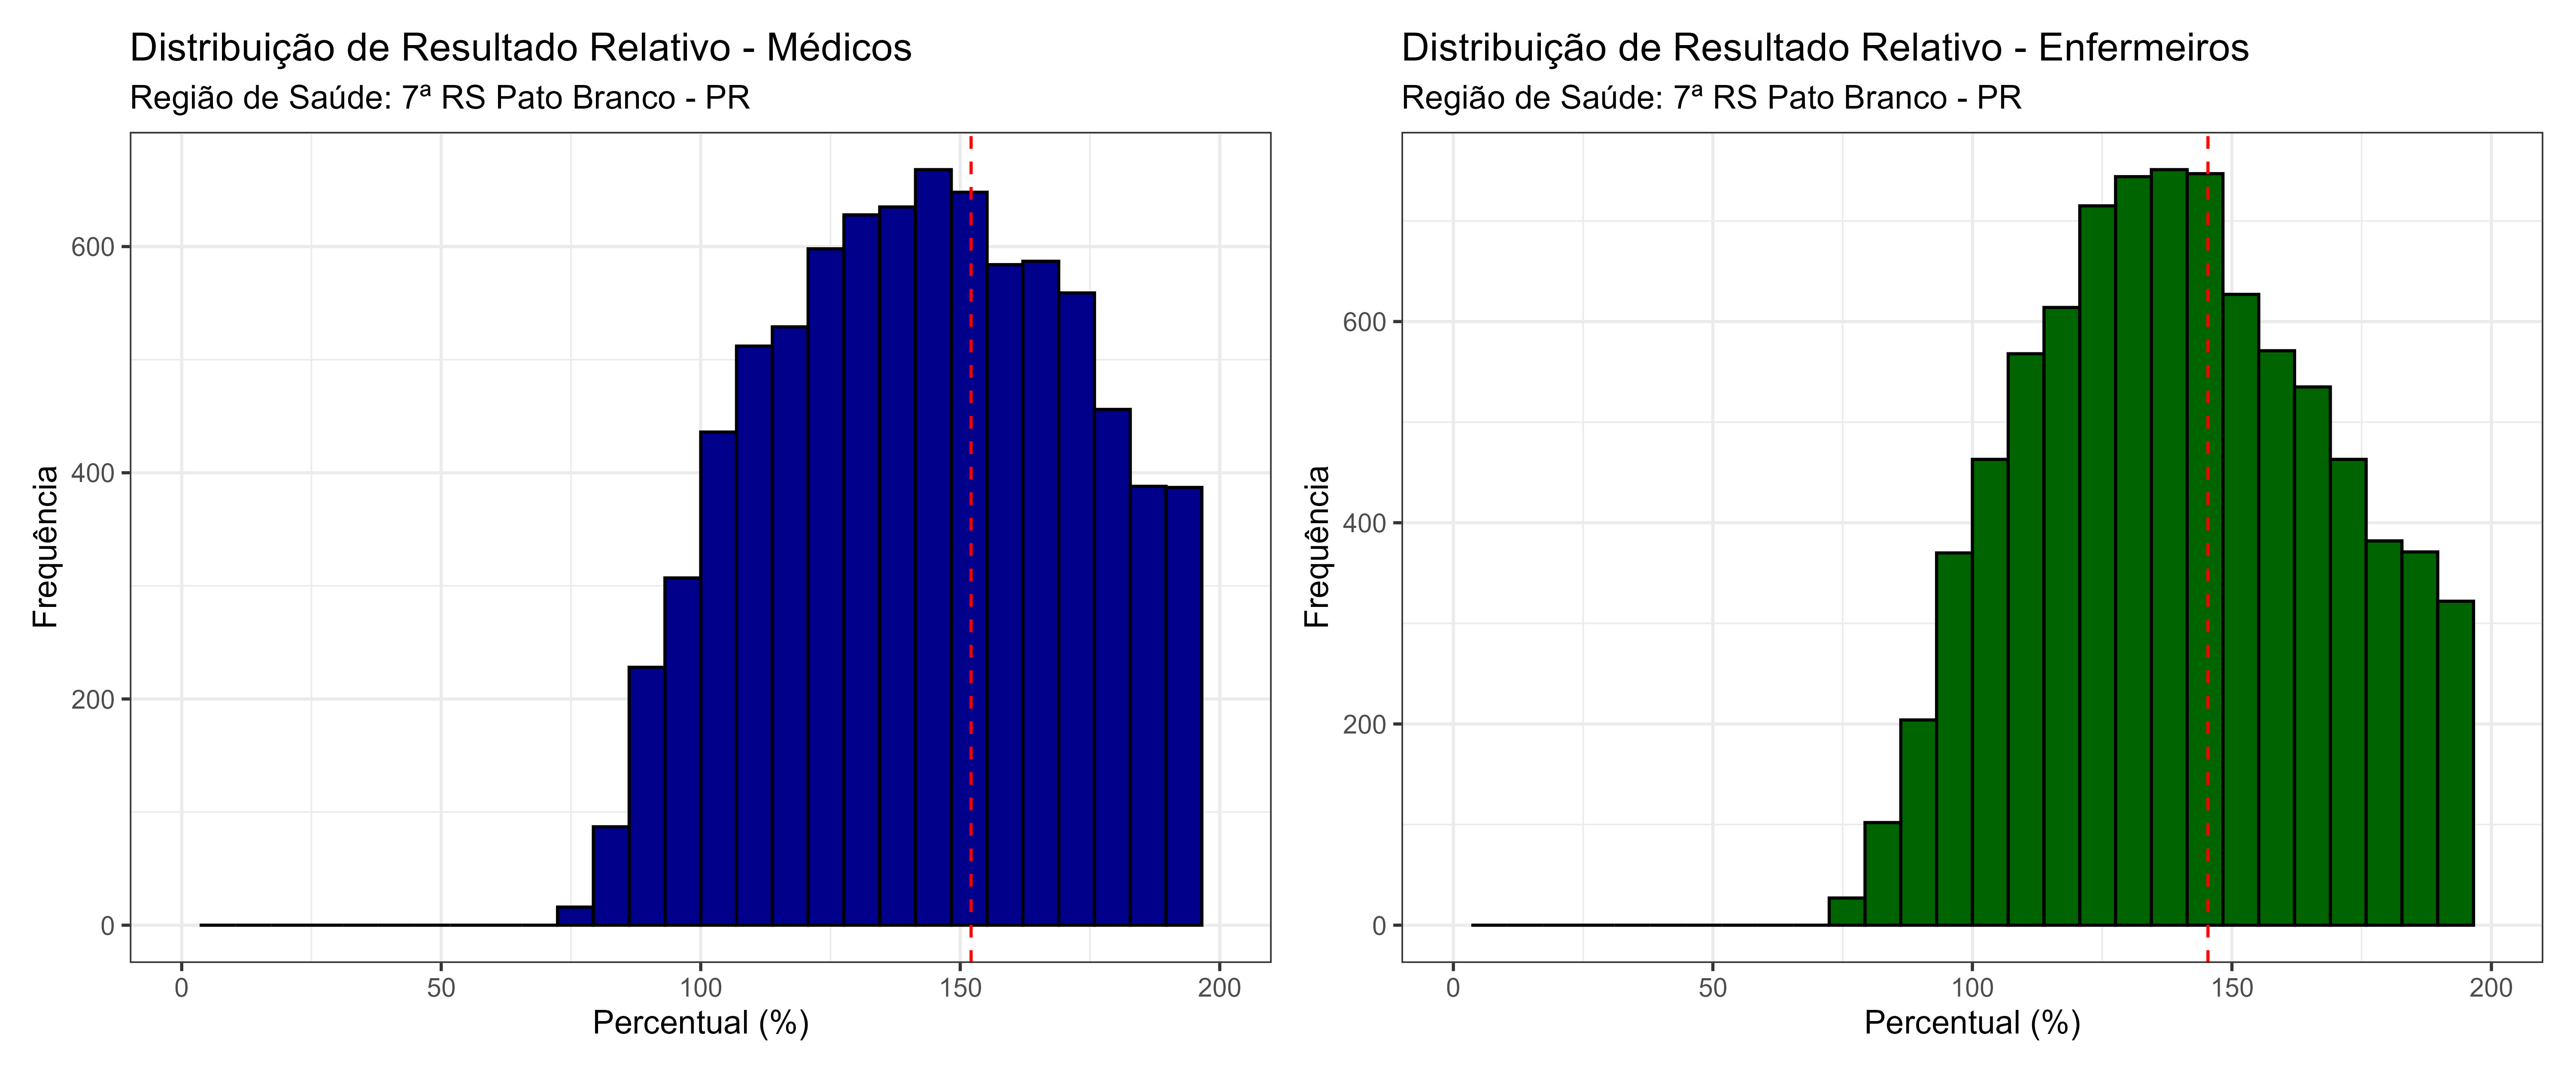 Distribuição de Resultado Relativo - Médicos
Região de Saúde: 7ª RS Pato Branco - PR
Frequência
600
400
200
0
0 50 100 150 200
Percentual (%)
Distribuição de Resultado Relativo - Enfermeiros
Região de Saúde: 7ª RS Pato Branco - PR
Frequência
600
400
200
0
0 50 100 150 200
Percentual (%)